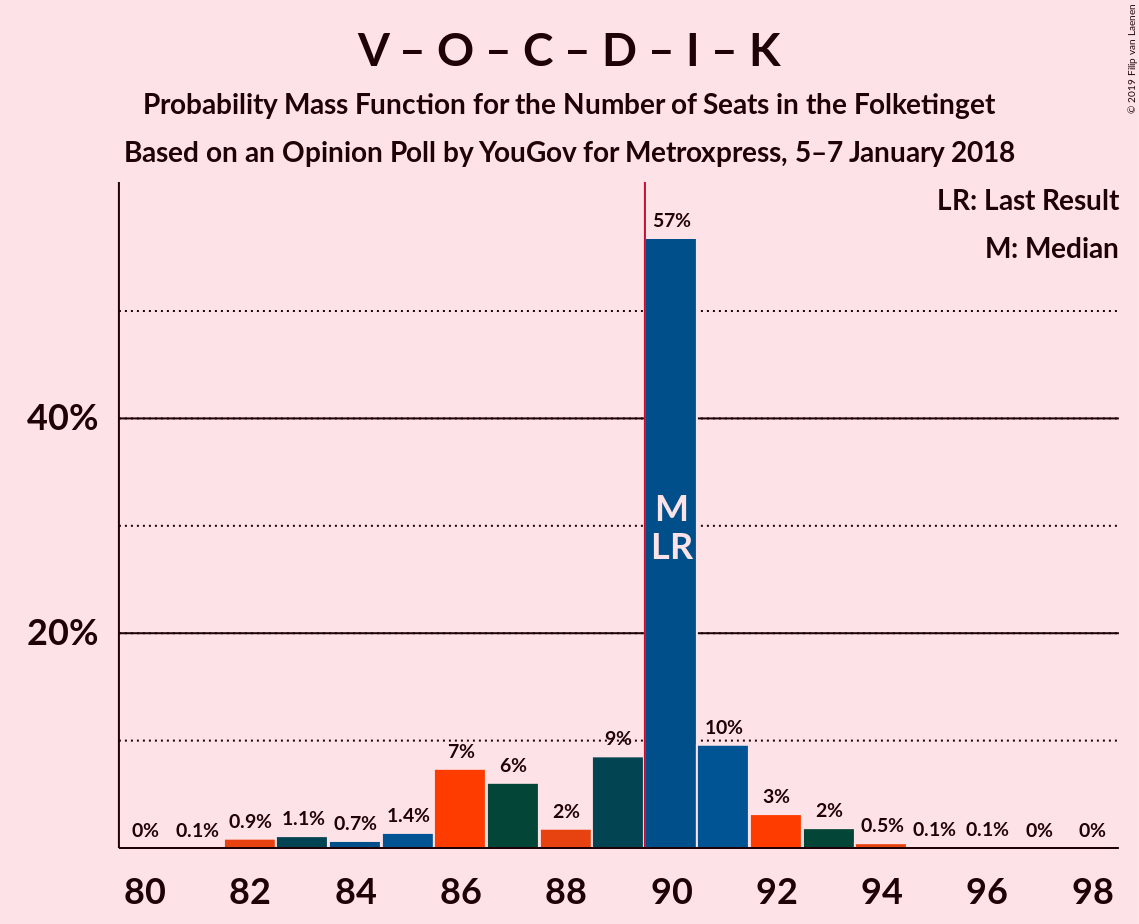 V – O – C – D – I – K
Probability Mass Function for the Number of Seats in the Folketinget
Based on an Opinion Poll by YouGov for Metroxpress, 5–7 January 2018
© 2019 Filip van Laenen
LR: Last Result
M: Median
40%
20%
0%
0.1%
0.9%
1.1%
0.7%
1.4%
7%
6%
2%
9%
57%
10%
3%
2%
0.5%
0.1%
0.1%
0%
0%
M
LR
80 82 84 86 88 90 92 94 96 98